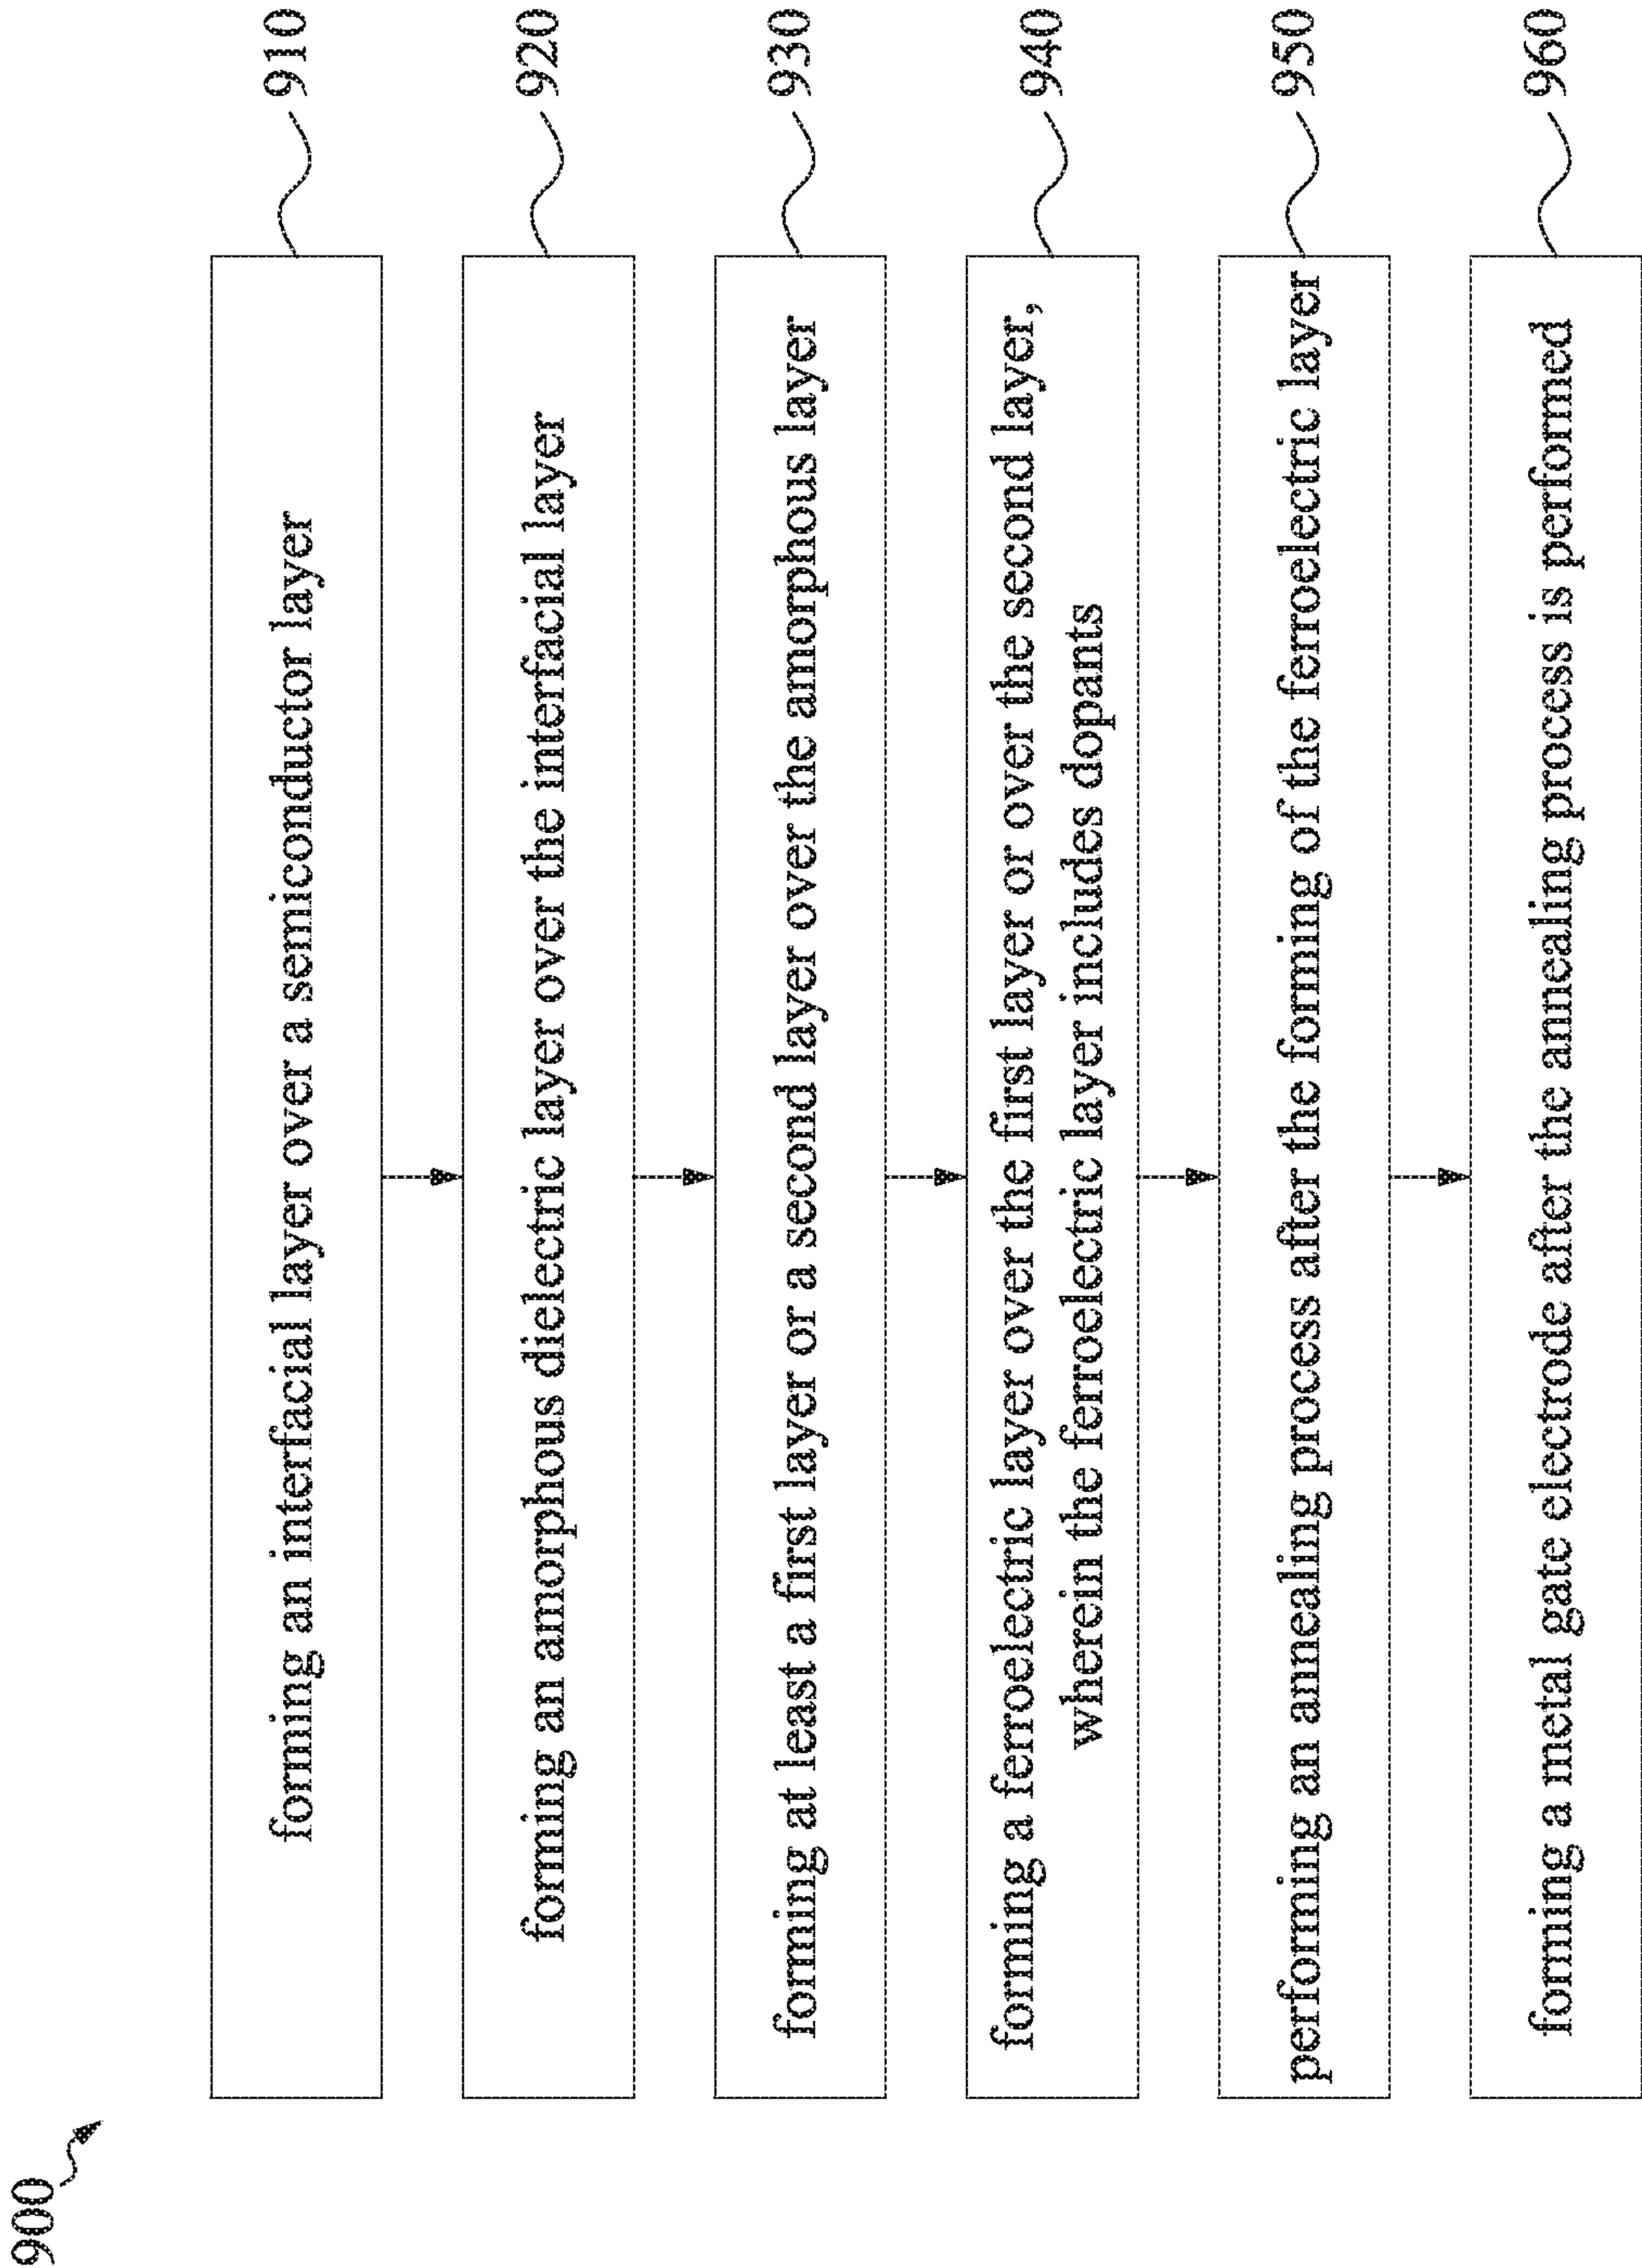 900
forming an interfacial layer over a semiconductor layer
910
forming an amorphous dielectric layer over the interfacial layer
920
forming at least a first layer or a second layer over the amorphous layer
930
forming a ferroelectric layer over the first layer or over the second layer,
wherein the ferroelectric layer includes dopants
940
performing an annealing process after the forming of the ferroelectric layer
950
forming a metal gate electrode after the annealing process is performed
960